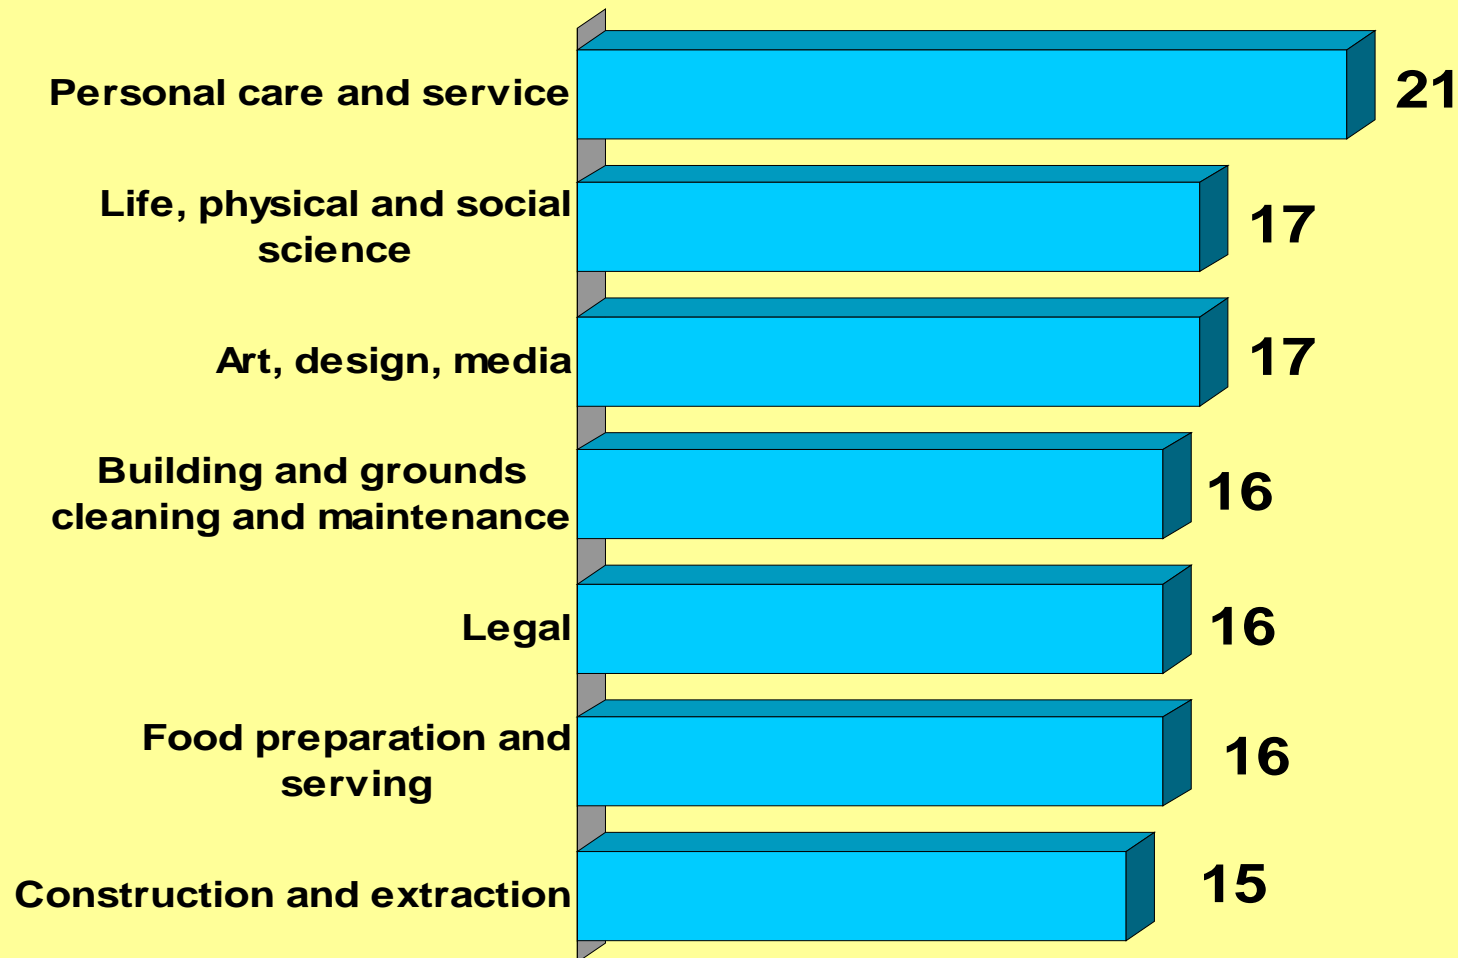 Personal care and service
21
Life, physical and social
science
17
Art, design, media
17
Building and grounds
cleaning and maintenance
16
Legal
16
Food preparation and
serving
16
Construction and extraction
15